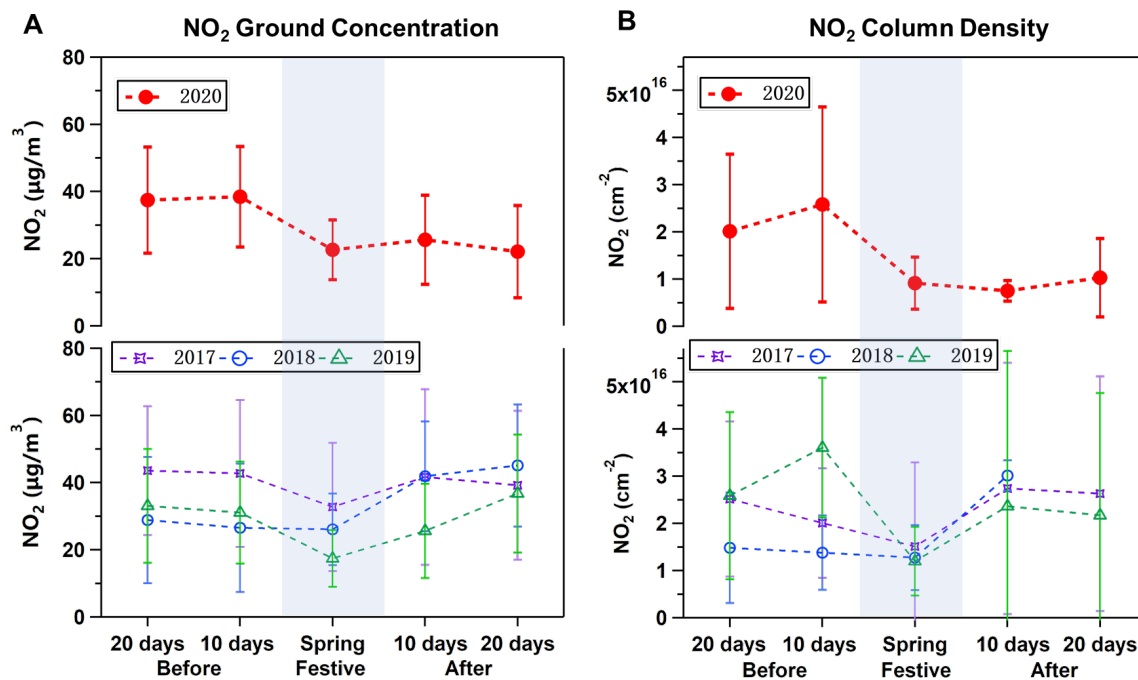 A
NO2 Ground Concentration
80
60
40
20
0
NO2 (µg/m3)
2020
80
60
40
20
0
NO2 (µg/m3)
2017
2018
2019
20 days
10 days
Spring
10 days
20 days
Before
Festive
After
B
NO2 Column Density
5x10^16
4
3
2
1
0
NO2 (cm-2)
2020
5x10^16
4
3
2
1
0
NO2 (cm-2)
2017
2018
2019
20 days
10 days
Spring
10 days
20 days
Before
Festive
After